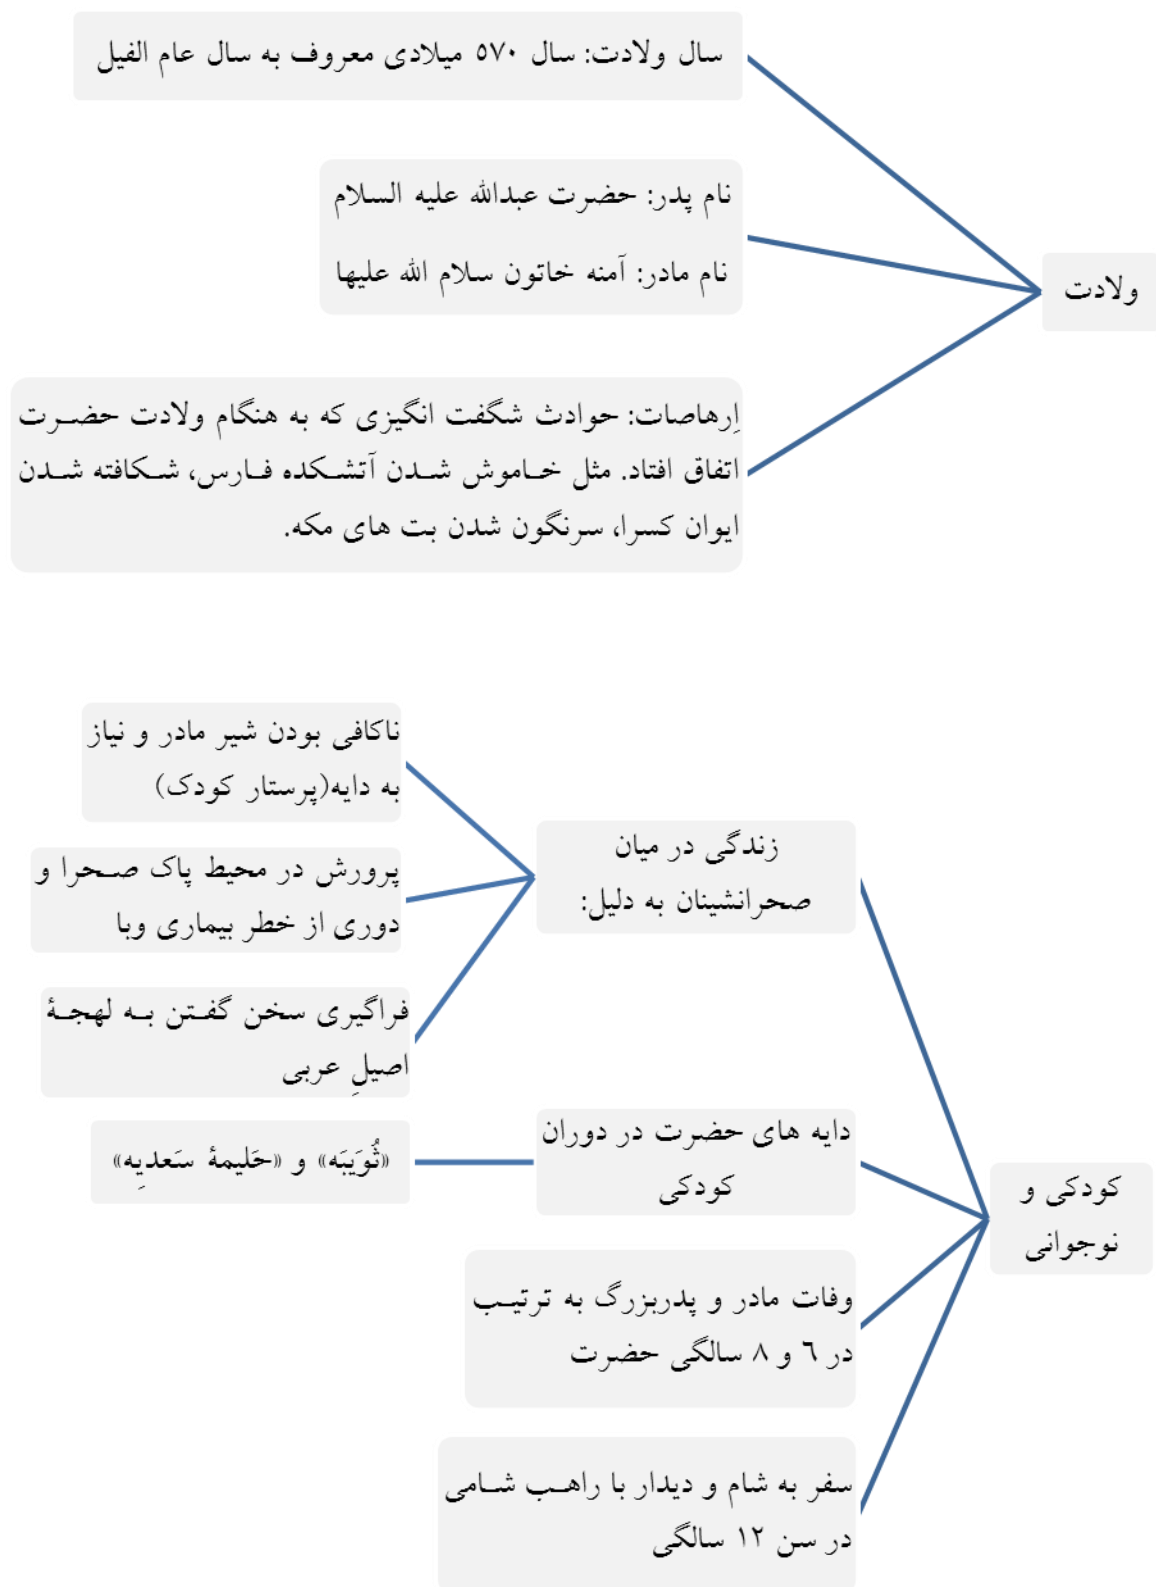 ولادت
سال ولادت: سال ۵۷۰ میلادی معروف به سال عام الفیل
نام پدر: حضرت عبدالله علیه السلام
نام مادر: آمنه خاتون سلام الله علیها
اِرهاصات: حوادث شگفت انگیزی که به هنگام ولادت حضرت
اتفاق افتاد. مثل خاموش شدن آتشکده فارس، شکافته شدن
ایوان کسرا، سرنگون شدن بت های مکه.
کودکی و
نوجوانی
زندگی در میان
صحرانشینان به دلیل:
ناکافی بودن شیر مادر و نیاز
به دایه(پرستار کودک)
پرورش در محیط پاک صحرا و
دوری از خطر بیماری وبا
فراگیری سخن گفتن به لهجۀ
اصیلِ عربی
دایه های حضرت در دوران
کودکی
«ثُوَیبَه» و «حَلیمۀ سَعدیِه»
وفات مادر و پدربزرگ به ترتیب
در ۶ و ۸ سالگی حضرت
سفر به شام و دیدار با راهب شامی
در سن ۱۲ سالگی